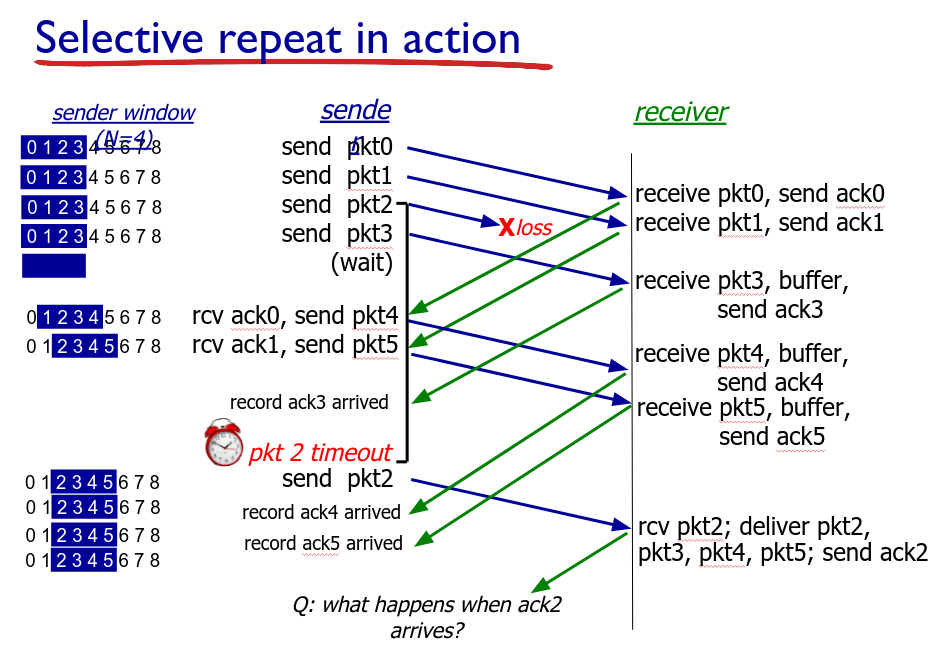 Selective repeat in action
sender window
(N=4)
sende
r
receiver
0 1 2 3 4 5 6 7 8
send pkt0
0 1 2 3 4 5 6 7 8
send pkt1
receive pkt0, send ack0
0 1 2 3 4 5 6 7 8
send pkt2
X loss
receive pkt1, send ack1
0 1 2 3 4 5 6 7 8
send pkt3
(wait)
receive pkt3, buffer,
send ack3
0 1 2 3 4 5 6 7 8
rcv ack0, send pkt4
0 1 2 3 4 5 6 7 8
rcv ack1, send pkt5
receive pkt4, buffer,
send ack4
record ack3 arrived
receive pkt5, buffer,
send ack5
pkt 2 timeout
0 1 2 3 4 5 6 7 8
send pkt2
0 1 2 3 4 5 6 7 8
record ack4 arrived
0 1 2 3 4 5 6 7 8
record ack5 arrived
0 1 2 3 4 5 6 7 8
rcv pkt2; deliver pkt2,
pkt3, pkt4, pkt5; send ack2
Q: what happens when ack2
arrives?